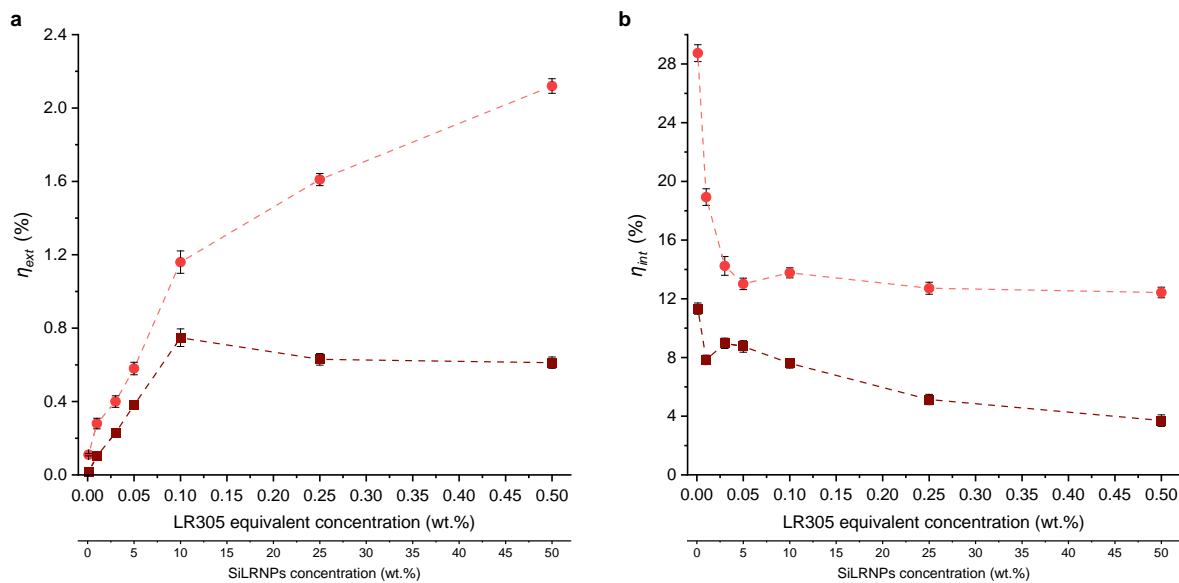 a
2.4
2.0
1.6
1.2
0.8
0.4
0.0
ηext (%)
0.00 0.05 0.10 0.15 0.20 0.25 0.30 0.35 0.40 0.45 0.50
LR305 equivalent concentration (wt.%)
0 5 10 15 20 25 30 35 40 45 50
SiLRNPs concentration (wt.%)
b
28
24
20
16
12
8
4
0
ηint (%)
0.00 0.05 0.10 0.15 0.20 0.25 0.30 0.35 0.40 0.45 0.50
LR305 equivalent concentration (wt.%)
0 5 10 15 20 25 30 35 40 45 50
SiLRNPs concentration (wt.%)